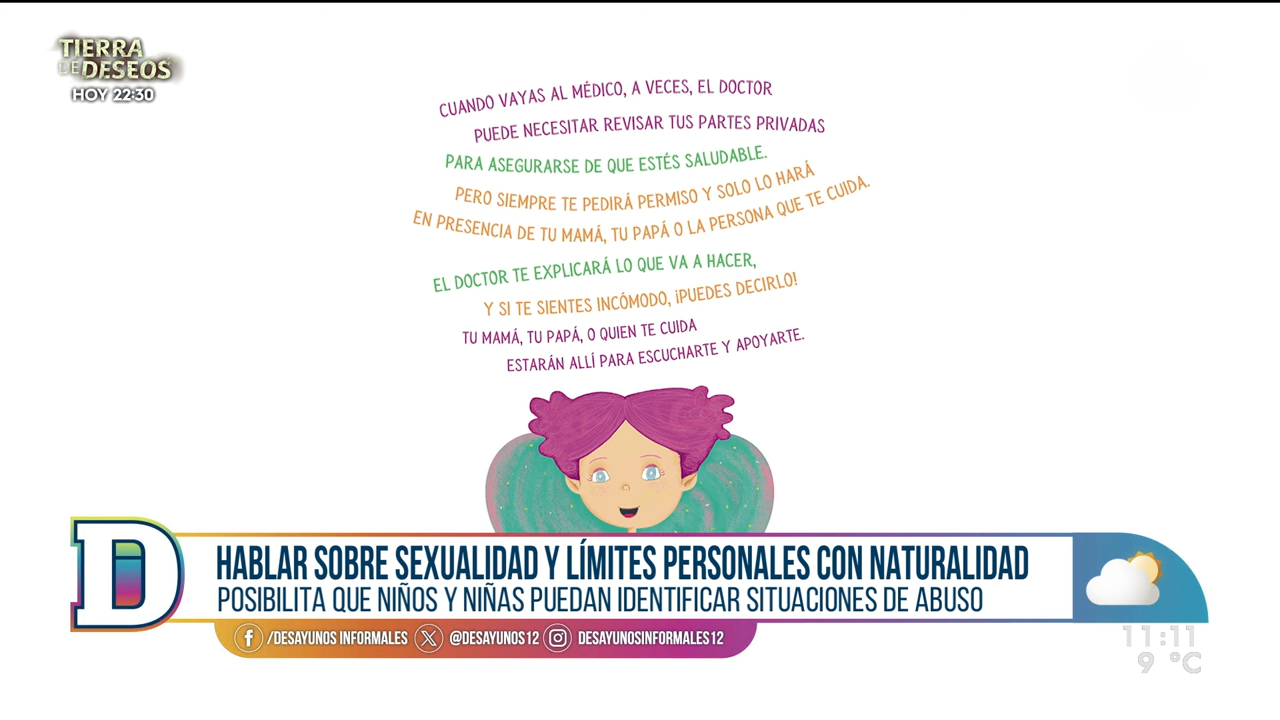 TIERRA
DE DESEOS
HOY 22:30
CUANDO VAYAS AL MÉDICO, A VECES, EL DOCTOR
PUEDE NECESITAR REVISAR TUS PARTES PRIVADAS
PARA ASEGURARSE DE QUE ESTÉS SALUDABLE.
PERO SIEMPRE TE PEDIRÁ PERMISO Y SOLO LO HARÁ
EN PRESENCIA DE TU MAMÁ, TU PAPÁ O LA PERSONA QUE TE CUIDA.
EL DOCTOR TE EXPLICARÁ LO QUE VA A HACER,
Y SI TE SIENTES INCÓMODO, ¡PUEDES DECIRLO!
TU MAMÁ, TU PAPÁ, O QUIEN TE CUIDA
ESTARÁN ALLÍ PARA ESCUCHARTE Y APOYARTE.
D
HABLAR SOBRE SEXUALIDAD Y LÍMITES PERSONALES CON NATURALIDAD
POSIBILITA QUE NIÑOS Y NIÑAS PUEDAN IDENTIFICAR SITUACIONES DE ABUSO
/DESAYUNOS INFORMALES @DESAYUNOS12 DESAYUNOSINFORMALES12
11:11
9 °C